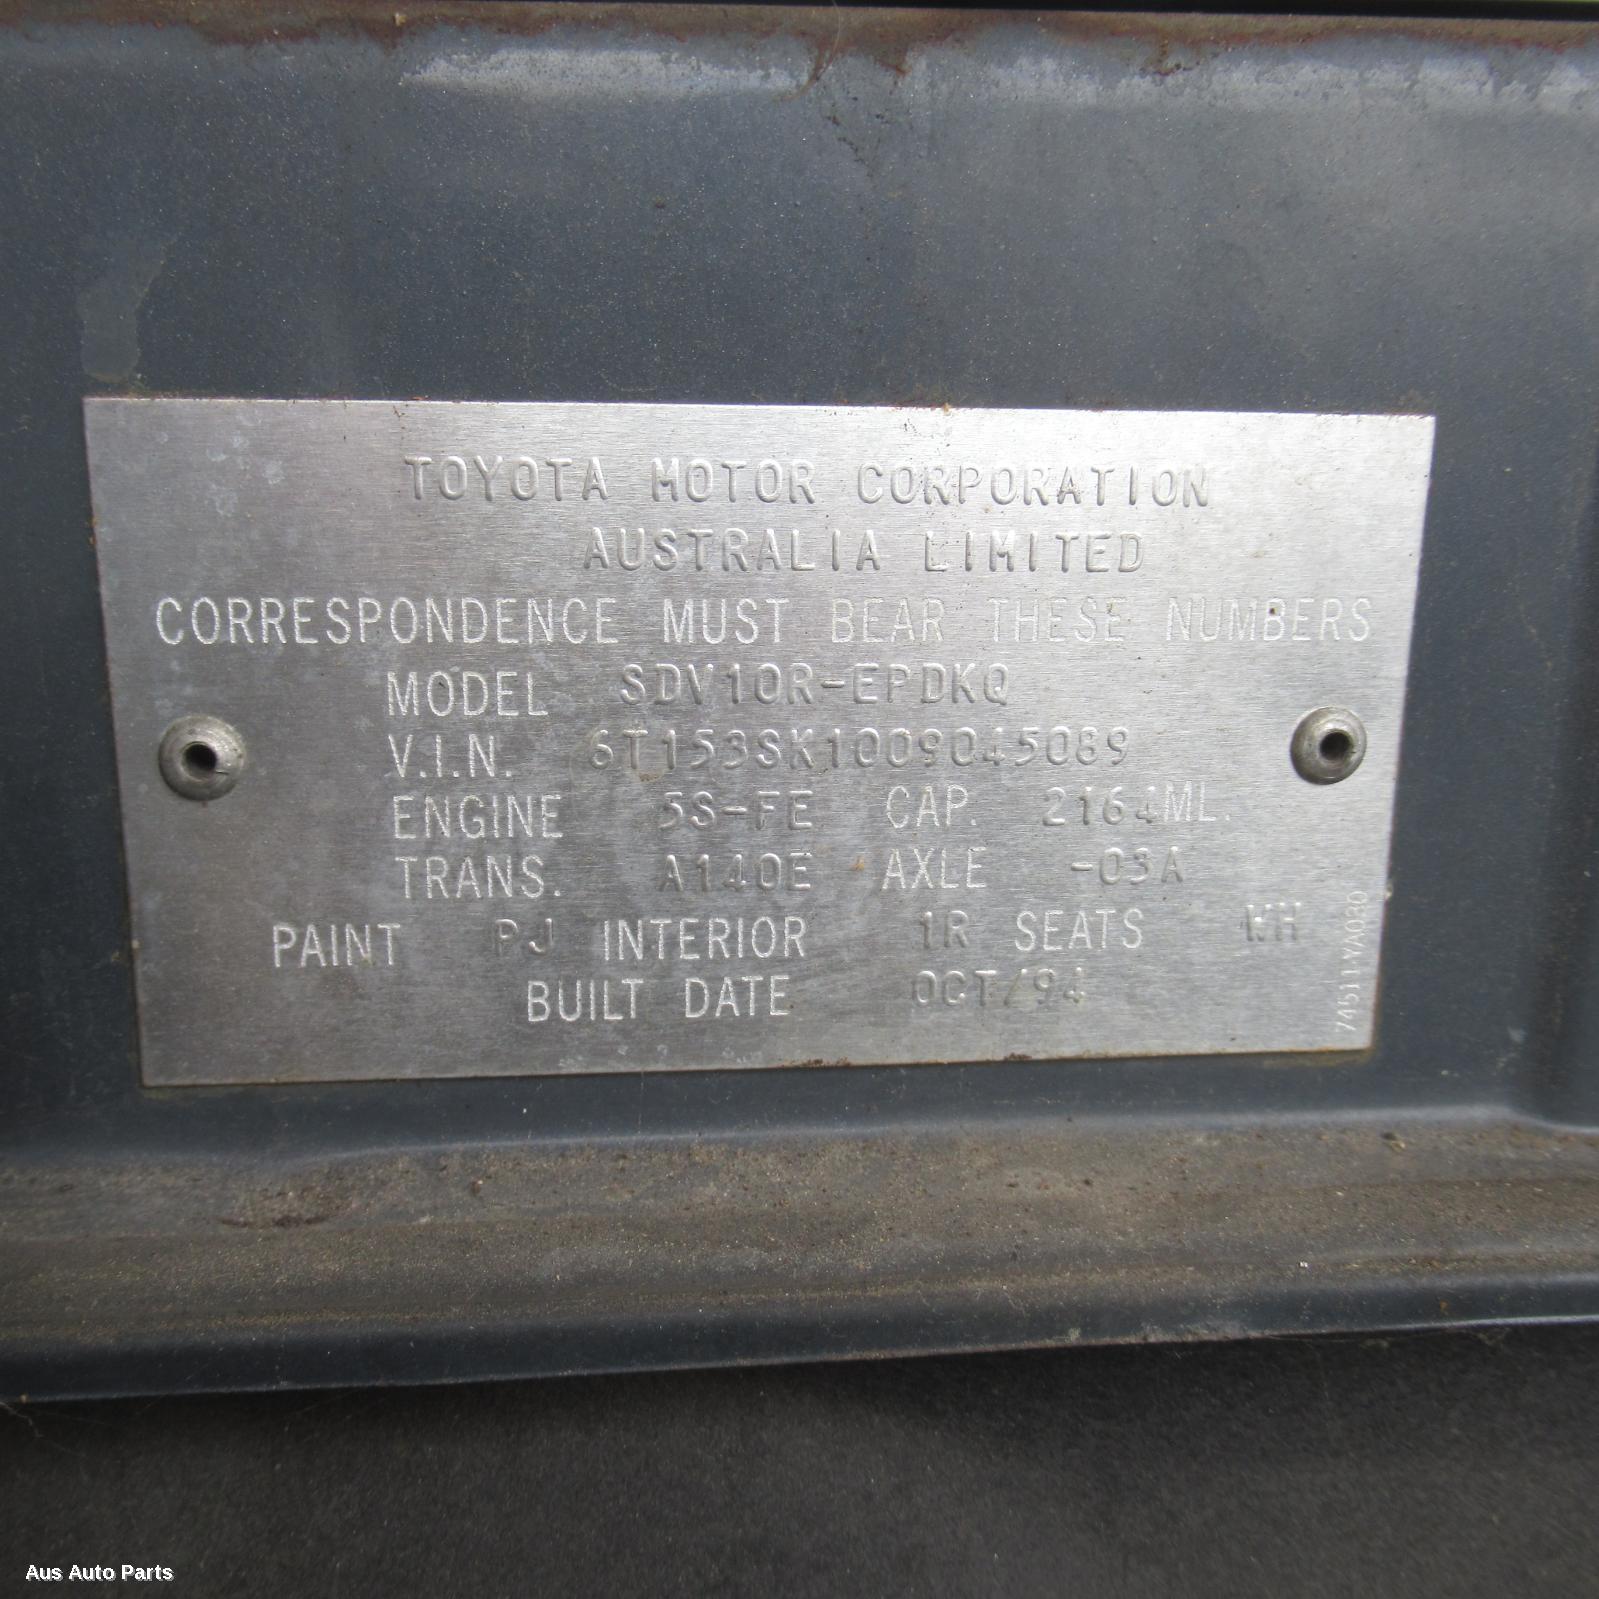 TOYOTA MOTOR CORPORATION
AUSTRALIA LIMITED
CORRESPONDENCE MUST BEAR THESE NUMBERS
MODEL SDV10R-EPDKQ
V.I.N. 6T153SK1009045089
ENGINE 5S-FE CAP. 2164ML.
TRANS. A140E AXLE -03A
PAINT PJ INTERIOR 1R SEATS WH
BUILT DATE OCT/94
74511-YA030
Aus Auto Parts